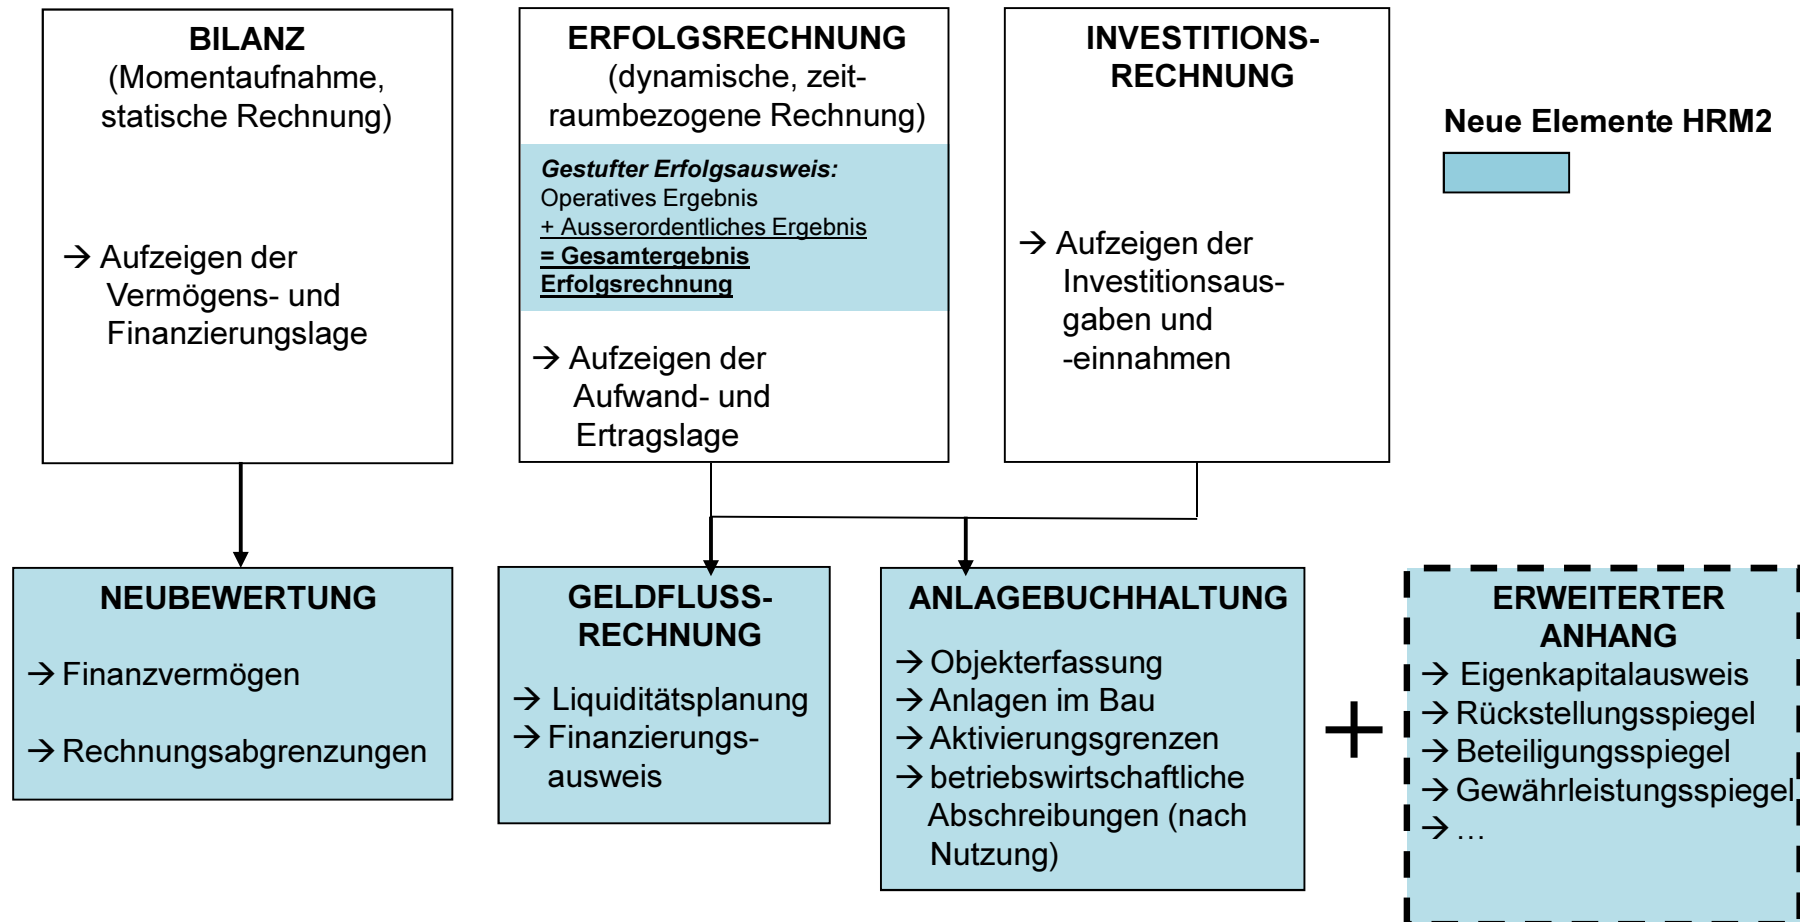 BILANZ
(Momentaufnahme,
statische Rechnung)
→ Aufzeigen der
Vermögens- und
Finanzierungslage
ERFOLGSRECHNUNG
(dynamische, zeit-
raumbezogene Rechnung)
Gestufter Erfolgsausweis:
Operatives Ergebnis
+ Ausserordentliches Ergebnis
= Gesamtergebnis
Erfolgsrechnung
→ Aufzeigen der
Aufwand- und
Ertragslage
INVESTITIONS-
RECHNUNG
→ Aufzeigen der
Investitionsaus-
gaben und
-einnahmen
Neue Elemente HRM2
NEUBEWERTUNG
→ Finanzvermögen
→ Rechnungsabgrenzungen
GELDFLUSS-
RECHNUNG
→ Liquiditätsplanung
→ Finanzierungs-
ausweis
ANLAGEBUCHHALTUNG
→ Objekterfassung
→ Anlagen im Bau
→ Aktivierungsgrenzen
→ betriebswirtschaftliche
Abschreibungen (nach
Nutzung)
+
ERWEITERTER
ANHANG
→ Eigenkapitalausweis
→ Rückstellungsspiegel
→ Beteiligungsspiegel
→ Gewährleistungsspiegel
→ …